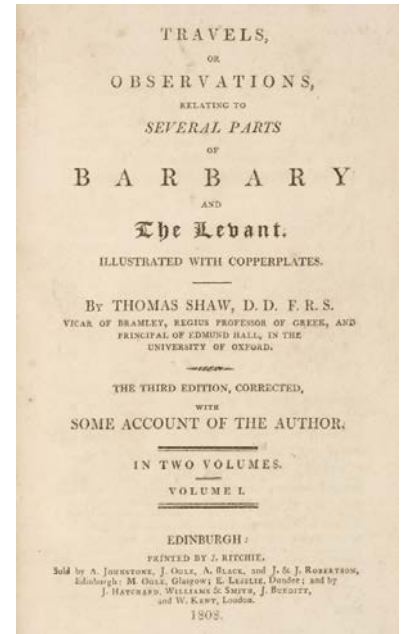 TRAVELS,
OR
OBSERVATIONS,
RELATING TO
SEVERAL PARTS
OF
BARBARY
AND
The Levant.
ILLUSTRATED WITH COPPERPLATES.
BY THOMAS SHAW, D. D. F. R. S.
VICAR OF BRAMLEY, REGIUS PROFESSOR OF GREEK, AND
PRINCIPAL OF EDMUND HALL, IN THE
UNIVERSITY OF OXFORD.
THE THIRD EDITION, CORRECTED,
WITH
SOME ACCOUNT OF THE AUTHOR.
IN TWO VOLUMES.
VOLUME I.
EDINBURGH:
PRINTED BY J. RITCHIE.
Sold by A. JOHNSTONE, J. OGLE, A. BLACK, and J. & J. ROBERTSON,
Edinburgh: M. OGLE, Glasgow; E. LESSLIE, Dundee; and by
J. HATCHARD, WILLIAMS & SMITH, J. BURDITT,
and W. KENT, London.
1808.